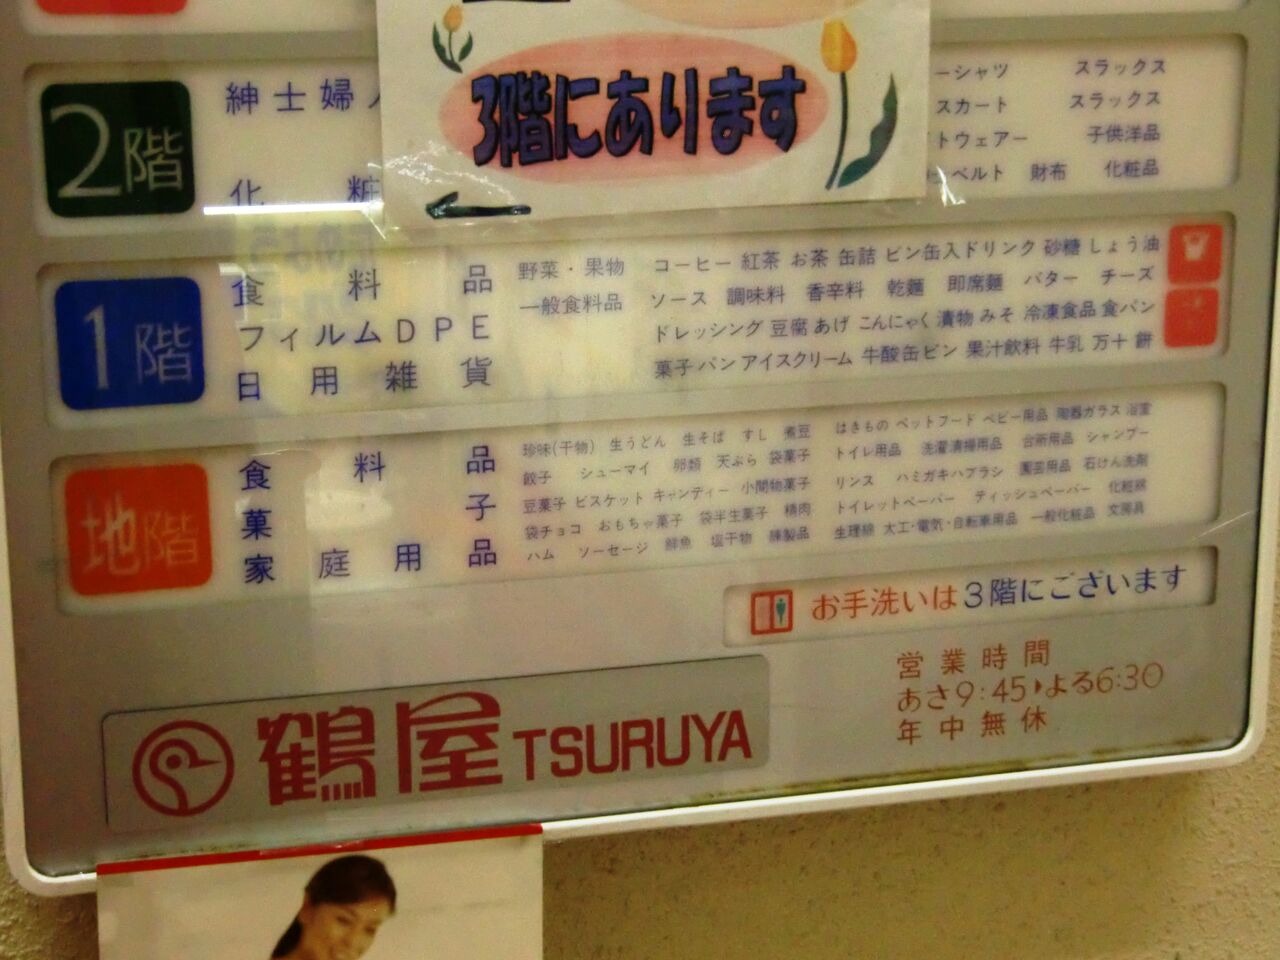 3階にあります
2階
紳士婦
化粧
ーシャツ スラックス
スカート スラックス
トウェアー 子供洋品
ベルト 財布 化粧品
1階
食料品
フィルムDPE
日用雑貨
野菜・果物
一般食料品
コーヒー 紅茶 お茶 缶詰 ビン缶入ドリンク 砂糖 しょう油
ソース 調味料 香辛料 乾麺 即席麺 バター チーズ
ドレッシング 豆腐 あげ こんにゃく 漬物 みそ 冷凍食品 食パン
菓子パン アイスクリーム 牛酸缶ビン 果汁飲料 牛乳 万十 餅
地階
食料品
菓子
家庭用品
珍味(干物) 生うどん 生そば すし 煮豆
餃子 シューマイ 卵類 天ぷら 袋菓子
豆菓子 ビスケット キャンディー 小間物菓子
袋チョコ おもちゃ菓子 袋半生菓子 精肉
ハム ソーセージ 鮮魚 塩干物 練製品
はきもの ペットフード ベビー用品 陶器ガラス 浴室
トイレ用品 洗濯清掃用品 台所用品 シャンプー
リンス ハミガキハブラシ 園芸用品 石けん洗剤
トイレットペーパー ティッシュペーパー 化粧綿
生理綿 大工・電気・自転車用品 一般化粧品 文房具
お手洗いは3階にございます
営業時間
あさ9:45▶よる6:30
年中無休
鶴屋 TSURUYA